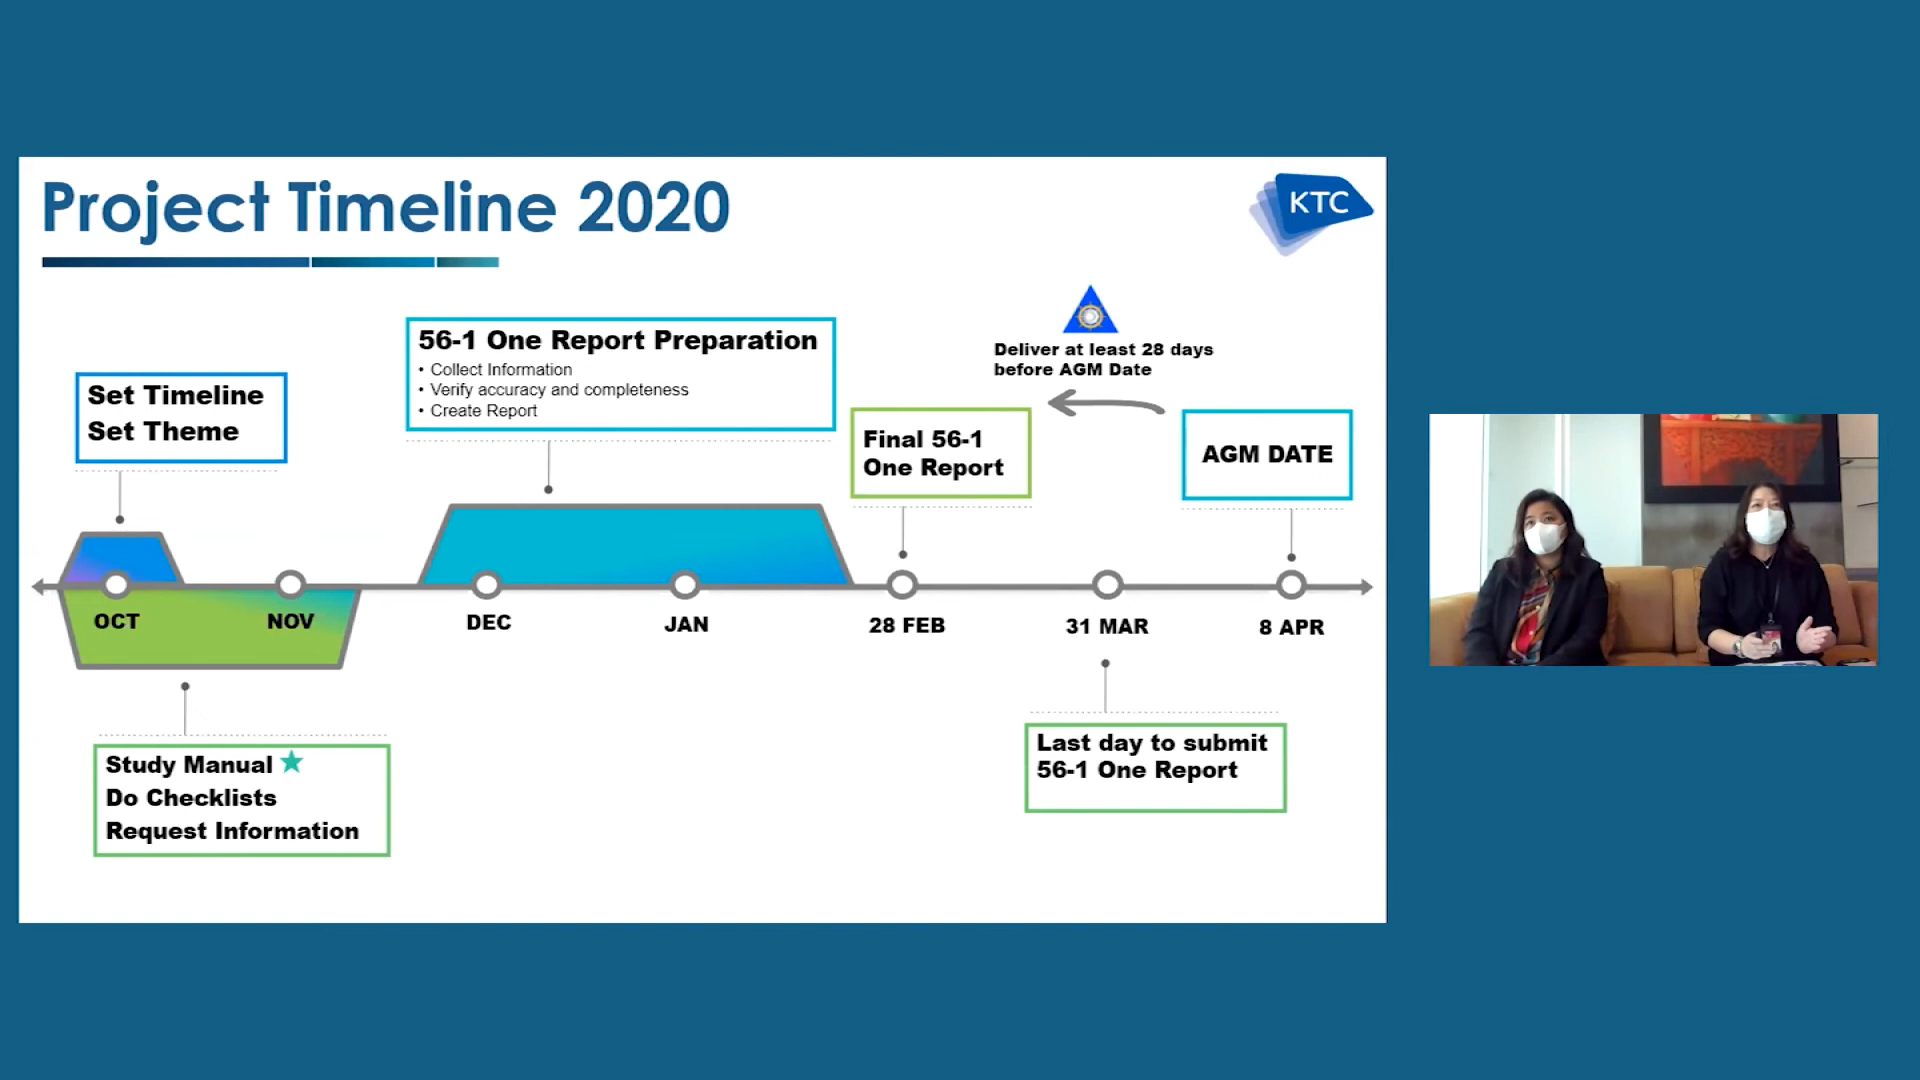 Project Timeline 2020
KTC
Set Timeline
Set Theme
56-1 One Report Preparation
• Collect Information
• Verify accuracy and completeness
• Create Report
Deliver at least 28 days
before AGM Date
Final 56-1
One Report
AGM DATE
OCT
NOV
DEC
JAN
28 FEB
31 MAR
8 APR
Study Manual
Do Checklists
Request Information
Last day to submit
56-1 One Report